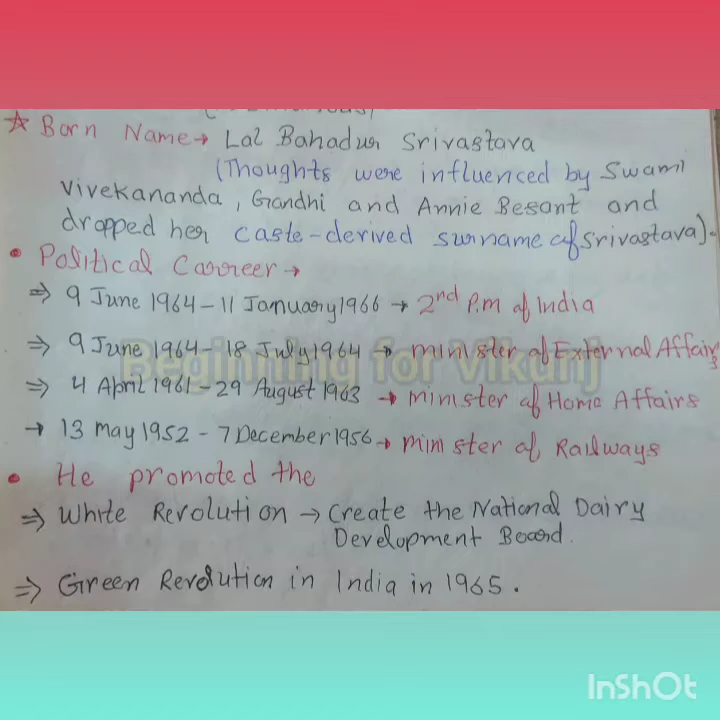 ☆ Born Name → Lal Bahadur Srivastava
(Thoughts were influenced by Swami
Vivekananda, Gandhi and Annie Besant and
dropped her caste-derived surname of Srivastava).
• Political Carreer →
⇒ 9 June 1964 - 11 January 1966 → 2nd P.m of India
⇒ 9 June 1964 - 18 July 1964 → minister of External Affairs
⇒ 4 April 1961 - 29 August 1963 → minister of Home Affairs
→ 13 May 1952 - 7 December 1956 → minister of Railways
• He promoted the
⇒ White Revolution → Create the National Dairy
Development Board.
⇒ Green Revolution in India in 1965.
Beginning for Vikunj
InShOt